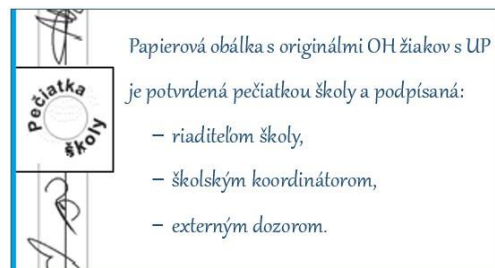 Papierová obálka s originálmi OH žiakov s UP
je potvrdená pečiatkou školy a podpísaná:
– riaditeľom školy,
– školským koordinátorom,
– externým dozorom.
Pečiatka
školy